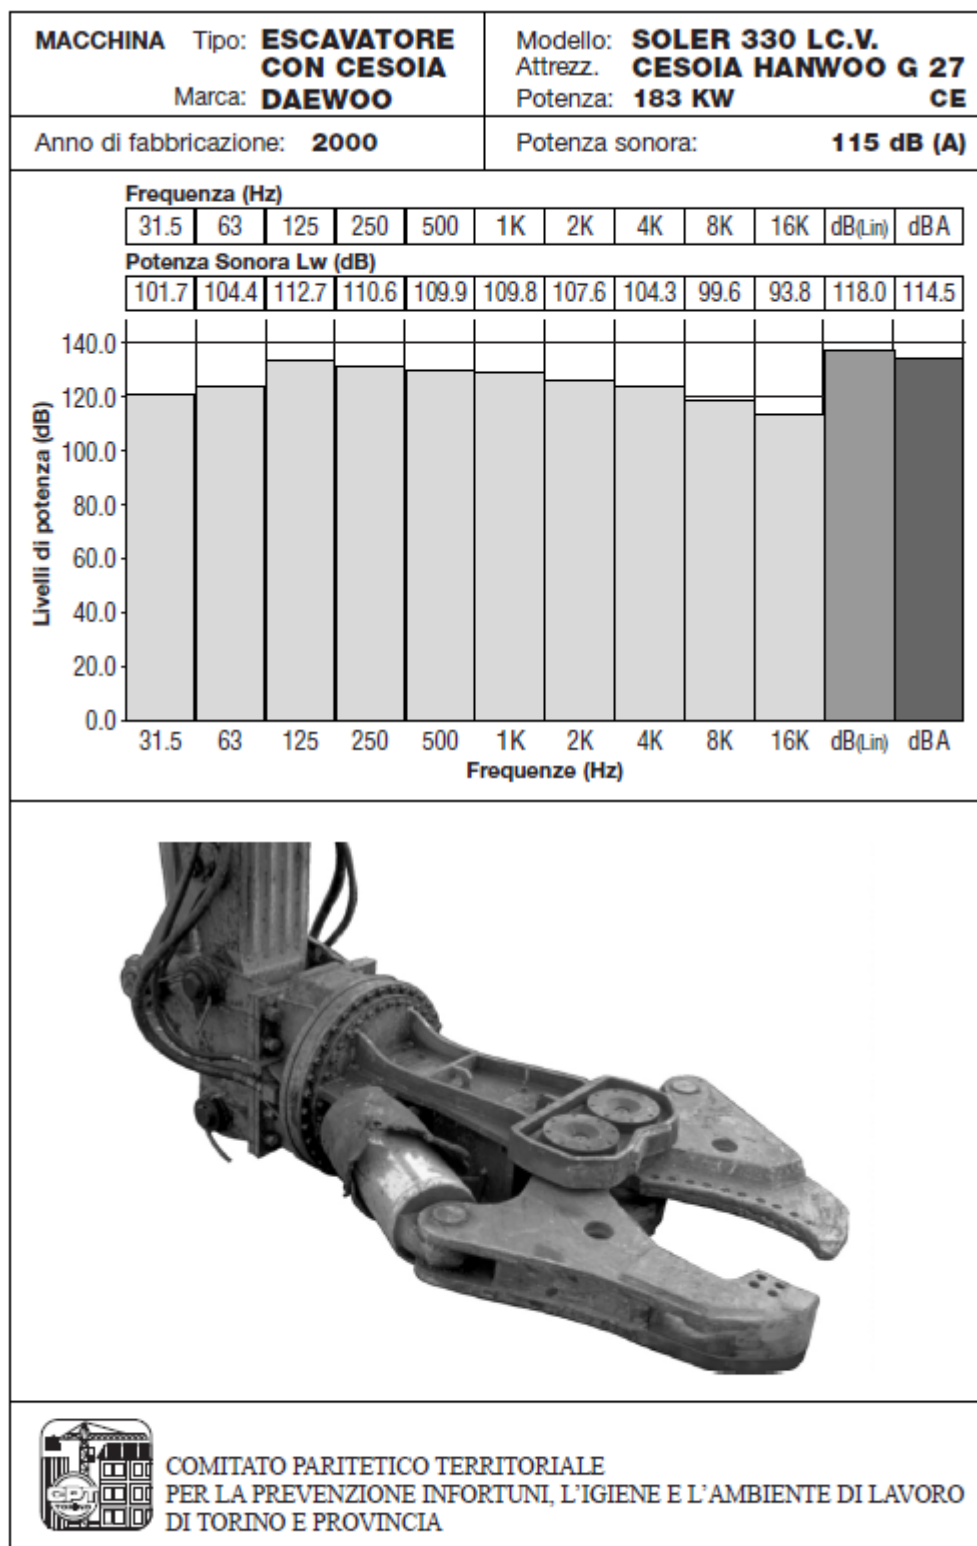 MACCHINA Tipo: ESCAVATORE
CON CESOIA
Marca: DAEWOO
Modello: SOLER 330 LC.V.
Attrezz. CESOIA HANWOO G 27
Potenza: 183 KW CE
Anno di fabbricazione: 2000
Potenza sonora: 115 dB (A)
Frequenza (Hz)
31.5 63 125 250 500 1K 2K 4K 8K 16K dB(Lin) dBA
Potenza Sonora Lw (dB)
101.7 104.4 112.7 110.6 109.9 109.8 107.6 104.3 99.6 93.8 118.0 114.5
Livelli di potenza (dB)
140.0
120.0
100.0
80.0
60.0
40.0
20.0
0.0
31.5 63 125 250 500 1K 2K 4K 8K 16K dB(Lin) dBA
Frequenze (Hz)
CPT
TORINO
COMITATO PARITETICO TERRITORIALE
PER LA PREVENZIONE INFORTUNI, L'IGIENE E L'AMBIENTE DI LAVORO
DI TORINO E PROVINCIA